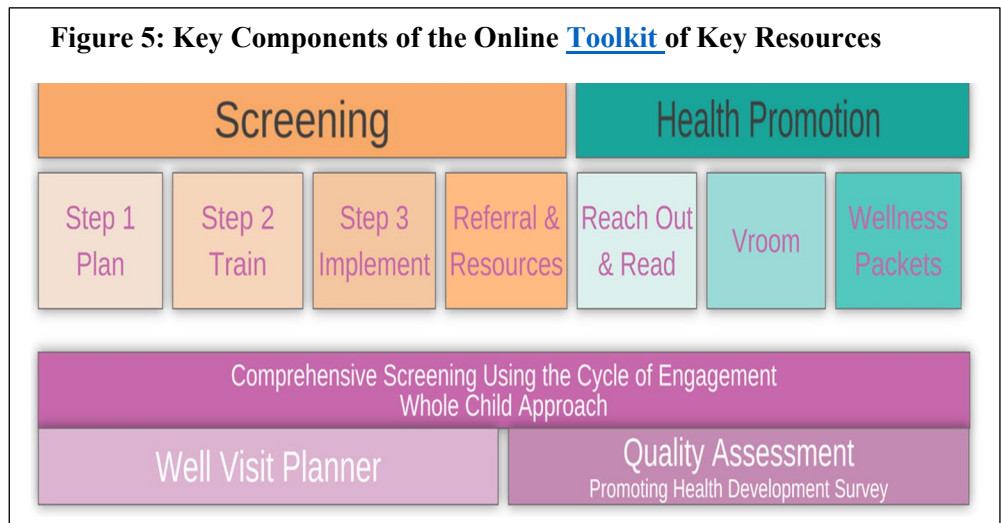 Figure 5: Key Components of the Online Toolkit of Key Resources
Screening
Health Promotion
Step 1
Plan
Step 2
Train
Step 3
Implement
Referral &
Resources
Reach Out
& Read
Vroom
Wellness
Packets
Comprehensive Screening Using the Cycle of Engagement
Whole Child Approach
Well Visit Planner
Quality Assessment
Promoting Health Development Survey